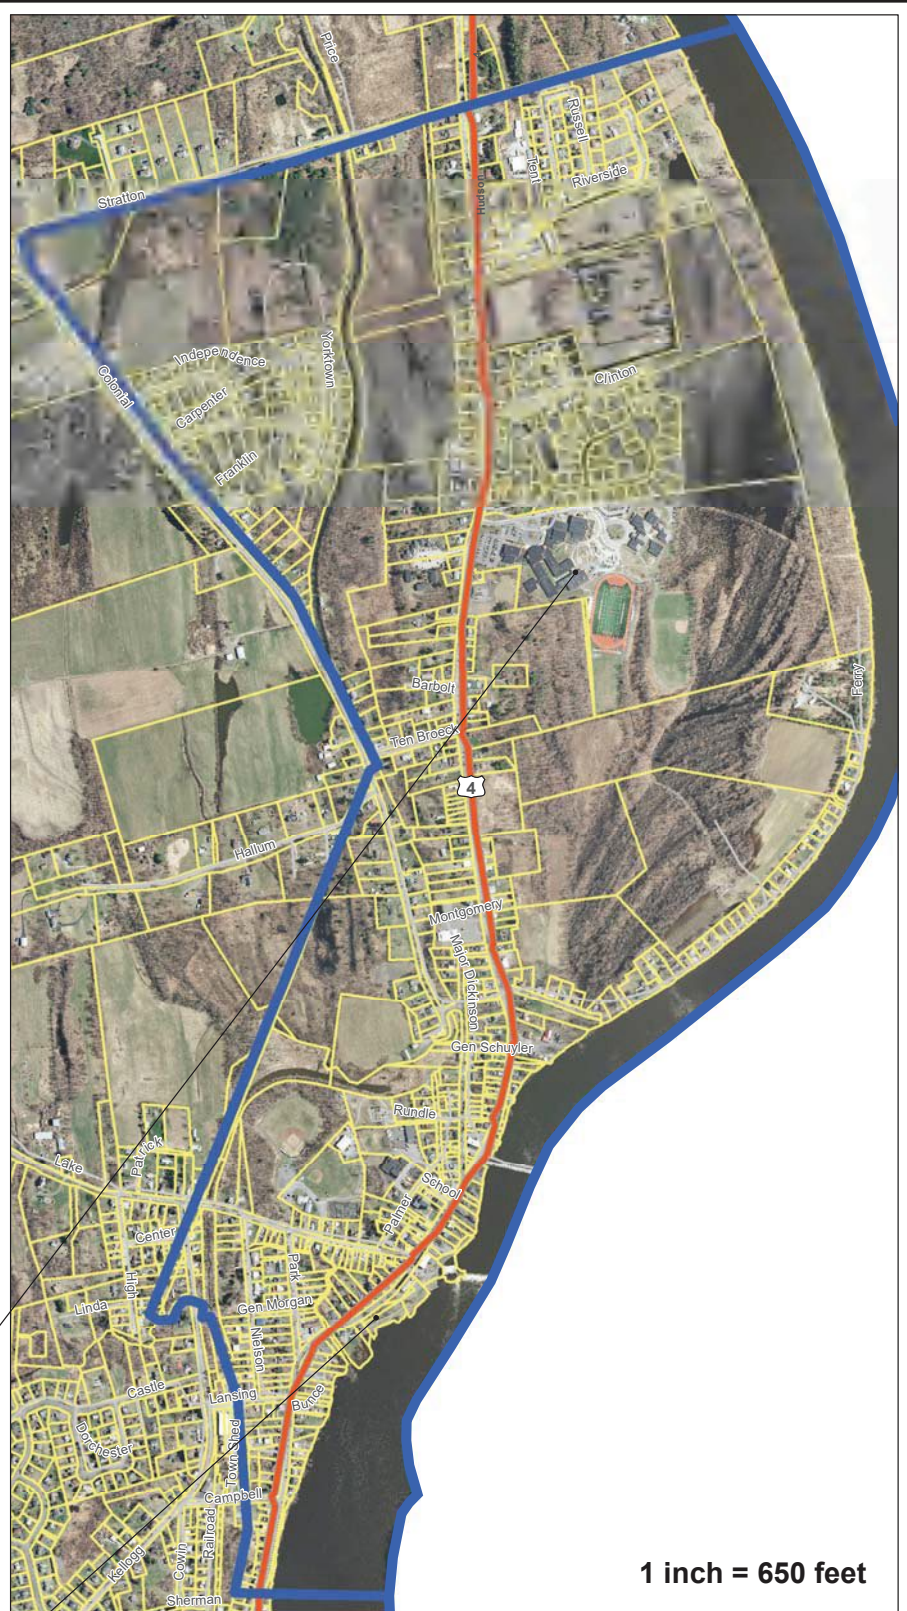 Price
Russell
Tent
Riverside
Hudson
Stratton
Independence
Yorktown
Colonial
Carpenter
Clinton
Franklin
Barbolt
Ferry
Ten Broeck
4
Hallum
Montgomery
Major Dickinson
Gen Schuyler
Rundle
Patrick
Lake
School
Palmer
Center
Park
High
Linda
Gen Morgan
Nielson
Castle
Lansing
Bunce
Dorchester
Town Shed
Campbell
Railroad
Cowin
Kellogg
Sherman
1 inch = 650 feet